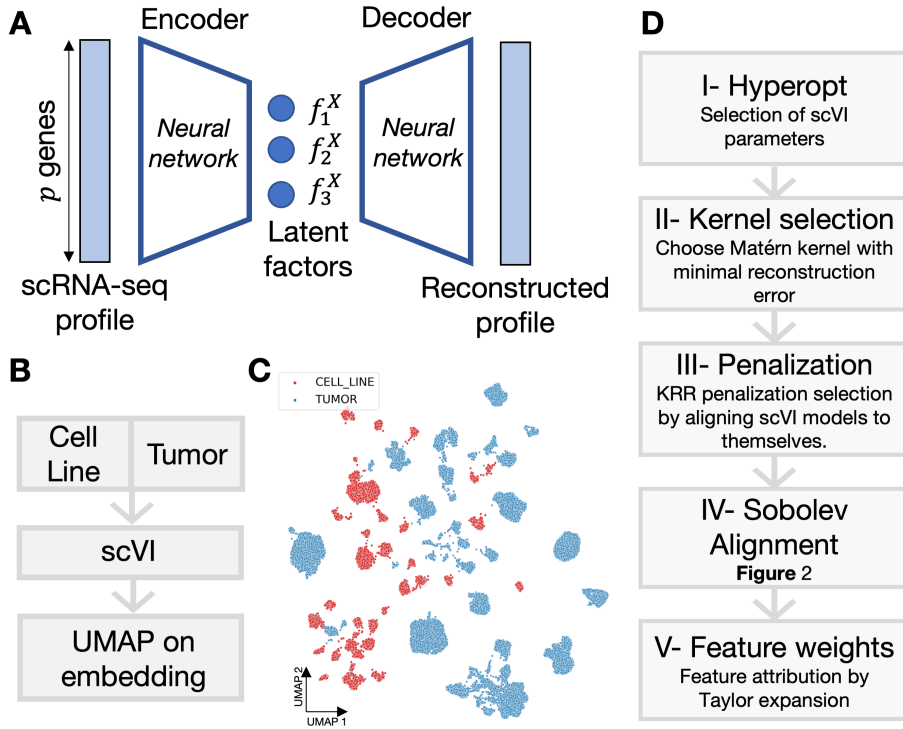 A
Encoder
Decoder
p genes
Neural
network
f₁ˣ
f₂ˣ
f₃ˣ
Neural
network
Latent
factors
scRNA-seq
profile
Reconstructed
profile
B
Cell
Line
Tumor
scVI
UMAP on
embedding
C
CELL_LINE
TUMOR
UMAP 2
UMAP 1
D
I- Hyperopt
Selection of scVI
parameters
II- Kernel selection
Choose Matérn kernel with
minimal reconstruction
error
III- Penalization
KRR penalization selection
by aligning scVI models to
themselves.
IV- Sobolev
Alignment
Figure 2
V- Feature weights
Feature attribution by
Taylor expansion